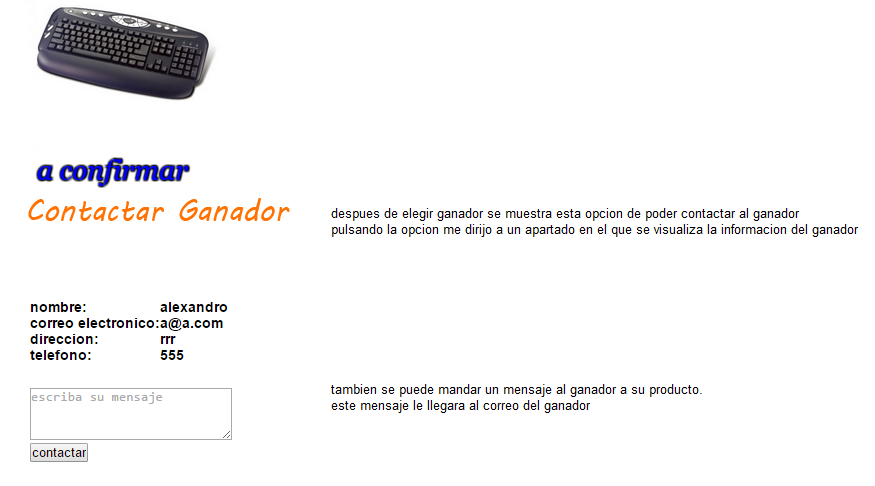 a confirmar
Contactar Ganador
despues de elegir ganador se muestra esta opcion de poder contactar al ganador
pulsando la opcion me dirijo a un apartado en el que se visualiza la informacion del ganador
nombre: alexandro
correo electronico:a@a.com
direccion: rrr
telefono: 555
escriba su mensaje
tambien se puede mandar un mensaje al ganador a su producto.
este mensaje le llegara al correo del ganador
contactar